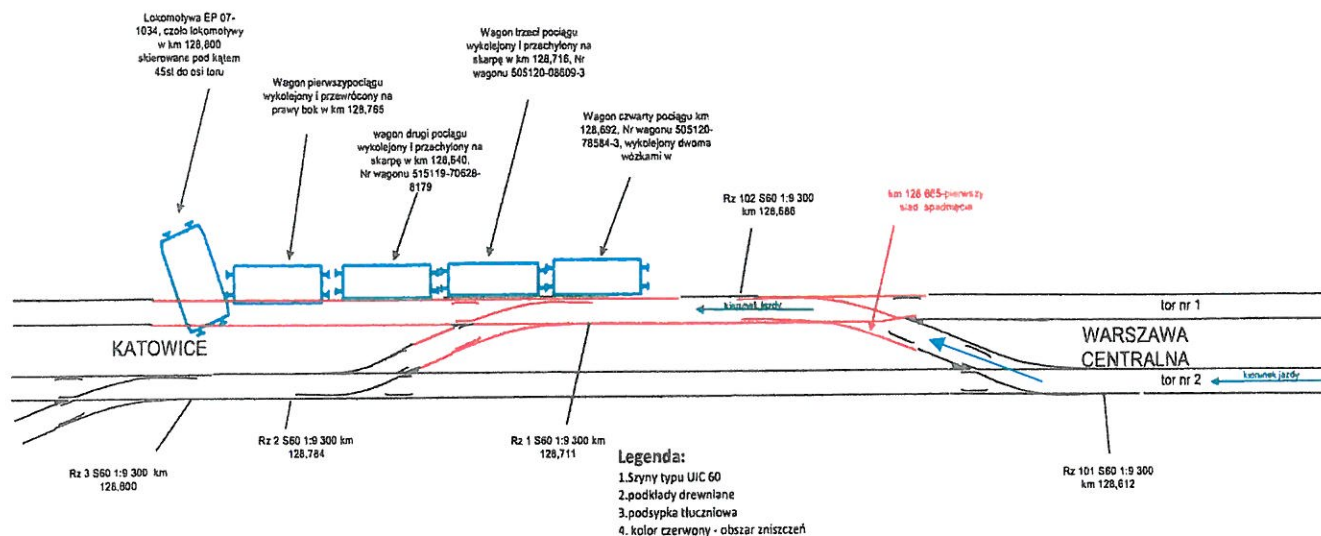 Lokomotywa EP 07-
1034, czoło lokomotywy
w km 128,800
skierowane pod kątem
45st do osi toru
Wagon pierwszypociągu
wykolejony i przewrócony na
prawy bok w km 128,765
wagon drugi pociągu
wykolejony i przachylony na
skarpę w km 128,640,
Nr wagonu 515119-70628-
8179
Wagon trzeci pociągu
wykolejony i przachylony na
skarpę w km 128,716, Nr
wagonu 505120-08609-3
Wagon czwarty pociągu km
128,692, Nr wagonu 505120-
78584-3, wykolejony dwoma
wózkami w
Rz 102 S60 1:9 300
km 128,686
km 128 665-pierwszy
ślad spadnięcia
kierunek jazdy
tor nr 1
KATOWICE
WARSZAWA
CENTRALNA
tor nr 2
kierunek jazdy
Rz 3 S60 1:9 300 km
128,800
Rz 2 S60 1:9 300 km
128,784
Rz 1 S60 1:9 300 km
128,711
Rz 101 S60 1:9 300
km 128,612
Legenda:
1.Szyny typu UIC 60
2.podkłady drewniane
3.podsypka tłuczniowa
4. kolor czerwony - obszar zniszczeń